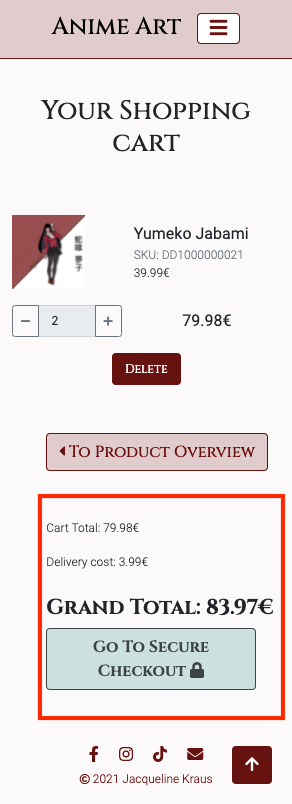 Anime Art
Your Shopping
cart
蛇喰
夢子
Yumeko Jabami
SKU: DD1000000021
39.99€
− 2 +
79.98€
Delete
To Product Overview
Cart Total: 79.98€
Delivery cost: 3.99€
Grand Total: 83.97€
Go To Secure
Checkout
© 2021 Jacqueline Kraus